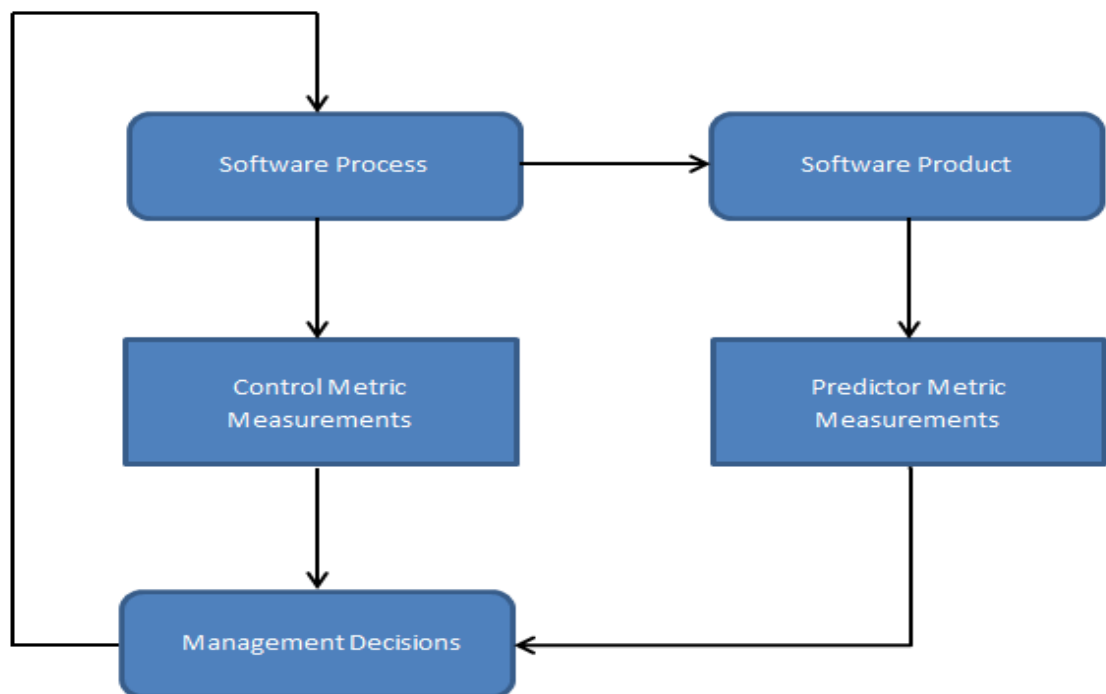 Software Process
Software Product
Control Metric
Measurements
Predictor Metric
Measurements
Management Decisions